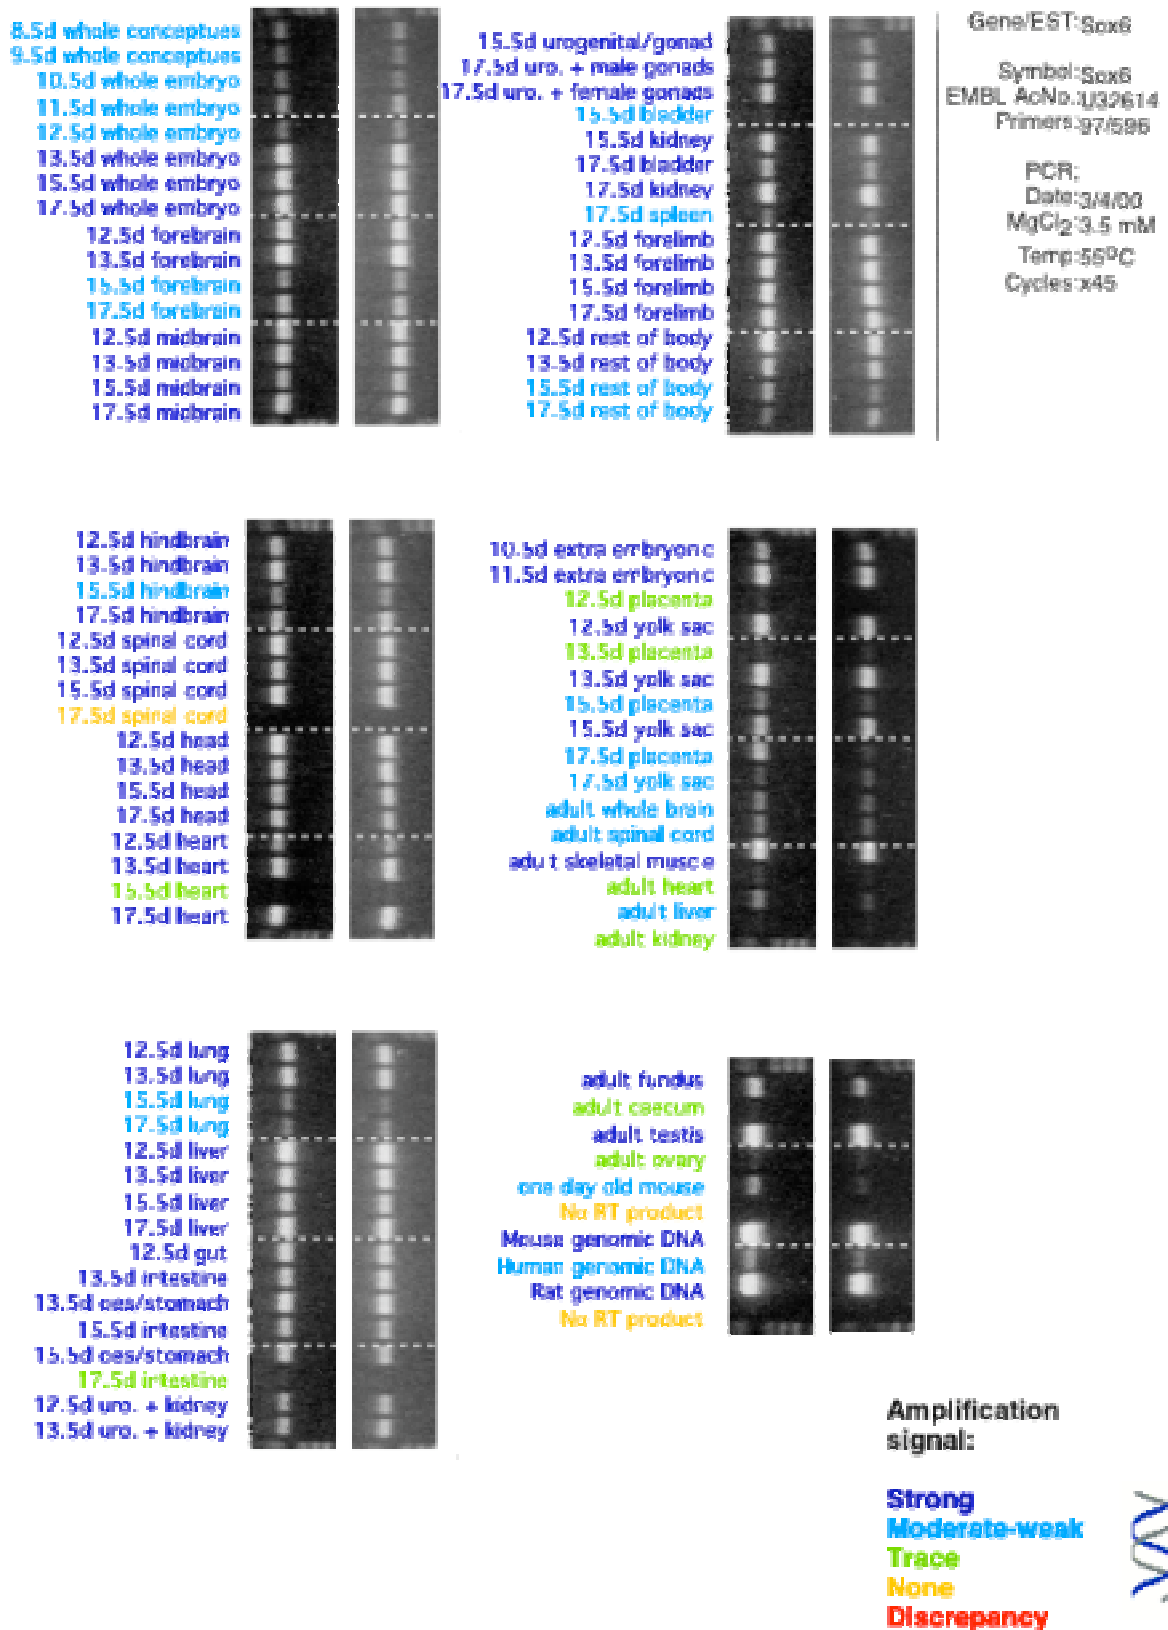 8.5d whole conceptues
9.5d whole conceptues
10.5d whole embryo
11.5d whole embryo
12.5d whole embryo
13.5d whole embryo
15.5d whole embryo
17.5d whole embryo
12.5d forebrain
13.5d forebrain
15.5d forebrain
17.5d forebrain
12.5d midbrain
13.5d midbrain
15.5d midbrain
17.5d midbrain
15.5d urogenital/gonad
17.5d uro. + male gonads
17.5d uro. + female gonads
15.5d bladder
15.5d kidney
17.5d bladder
17.5d kidney
17.5d spleen
12.5d forelimb
13.5d forelimb
15.5d forelimb
17.5d forelimb
12.5d rest of body
13.5d rest of body
15.5d rest of body
17.5d rest of body
Gene/EST: Sox6
Symbol: Sox6
EMBL AcNo.: U32614
Primers: 97/596
PCR:
Date: 3/4/00
MgCl2: 3.5 mM
Temp: 55°C
Cycles: x45
12.5d hindbrain
13.5d hindbrain
15.5d hindbrain
17.5d hindbrain
12.5d spinal cord
13.5d spinal cord
15.5d spinal cord
17.5d spinal cord
12.5d head
13.5d head
15.5d head
17.5d head
12.5d heart
13.5d heart
15.5d heart
17.5d heart
10.5d extra embryonic
11.5d extra embryonic
12.5d placenta
12.5d yolk sac
13.5d placenta
13.5d yolk sac
15.5d placenta
15.5d yolk sac
17.5d placenta
17.5d yolk sac
adult whole brain
adult spinal cord
adult skeletal muscle
adult heart
adult liver
adult kidney
12.5d lung
13.5d lung
15.5d lung
17.5d lung
12.5d liver
13.5d liver
15.5d liver
17.5d liver
12.5d gut
13.5d intestine
13.5d oes/stomach
15.5d intestine
15.5d oes/stomach
17.5d intestine
12.5d uro. + kidney
13.5d uro. + kidney
adult fundus
adult caecum
adult testis
adult ovary
one day old mouse
No RT product
Mouse genomic DNA
Human genomic DNA
Rat genomic DNA
No RT product
Amplification
signal:
Strong
Moderate-weak
Trace
None
Discrepancy